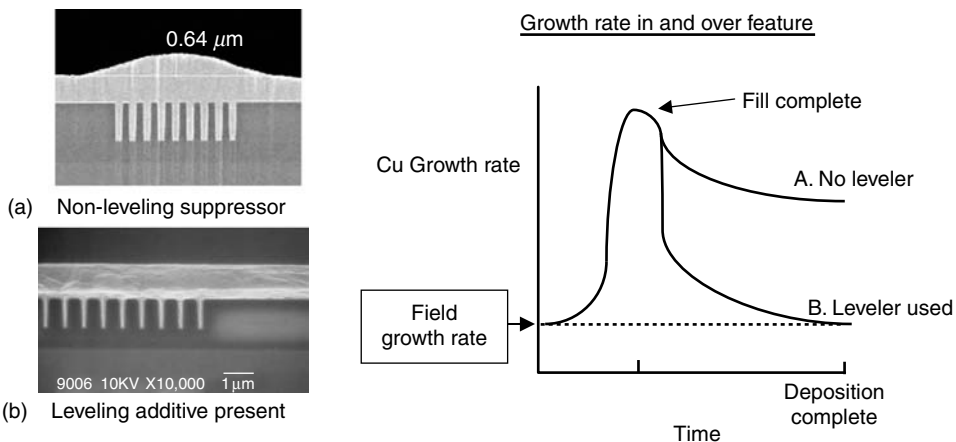 0.64 μm
(a) Non-leveling suppressor
9006 10KV X10,000 1μm
(b) Leveling additive present
Growth rate in and over feature
Fill complete
Cu Growth rate
A. No leveler
B. Leveler used
Field
growth rate
Deposition
complete
Time